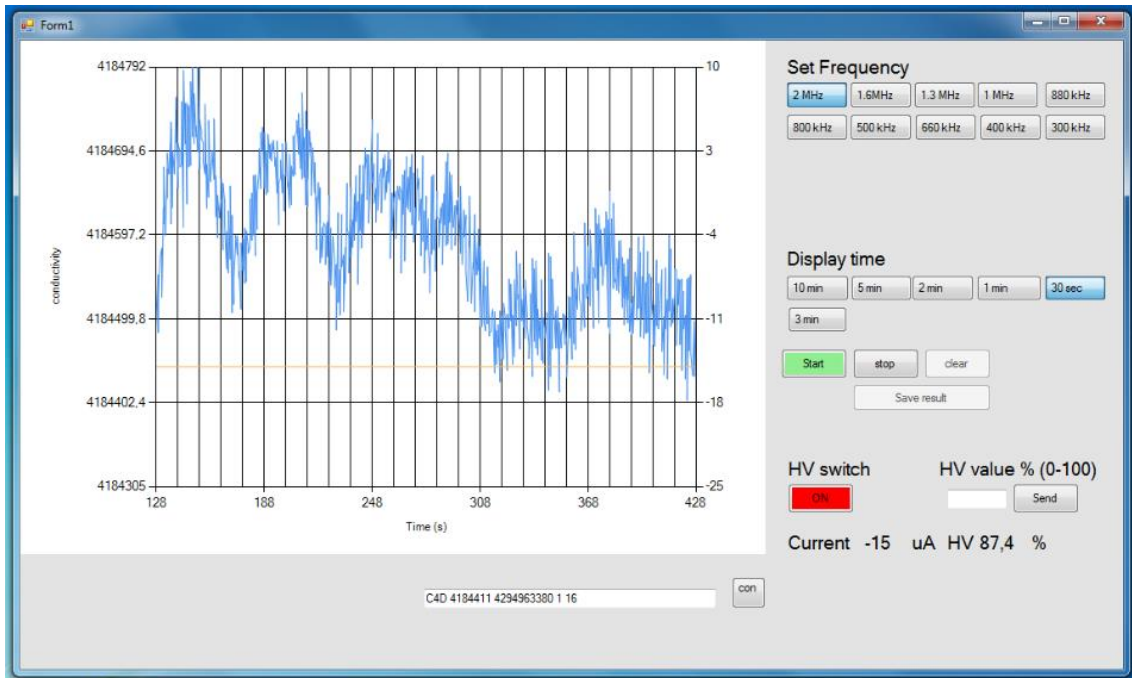 Form1
4184792
4184694,6
4184597,2
4184499,8
4184402,4
4184305
conductivity
10
3
-4
-11
-18
-25
128 188 248 308 368 428
Time (s)
Set Frequency
2 MHz 1.6MHz 1.3 MHz 1 MHz 880 kHz
800 kHz 500 kHz 660 kHz 400 kHz 300 kHz
Display time
10 min 5 min 2 min 1 min 30 sec
3 min
Start stop clear
Save result
HV switch HV value % (0-100)
ON Send
Current -15 uA HV 87,4 %
C4D 4184411 4294963380 1 16 con